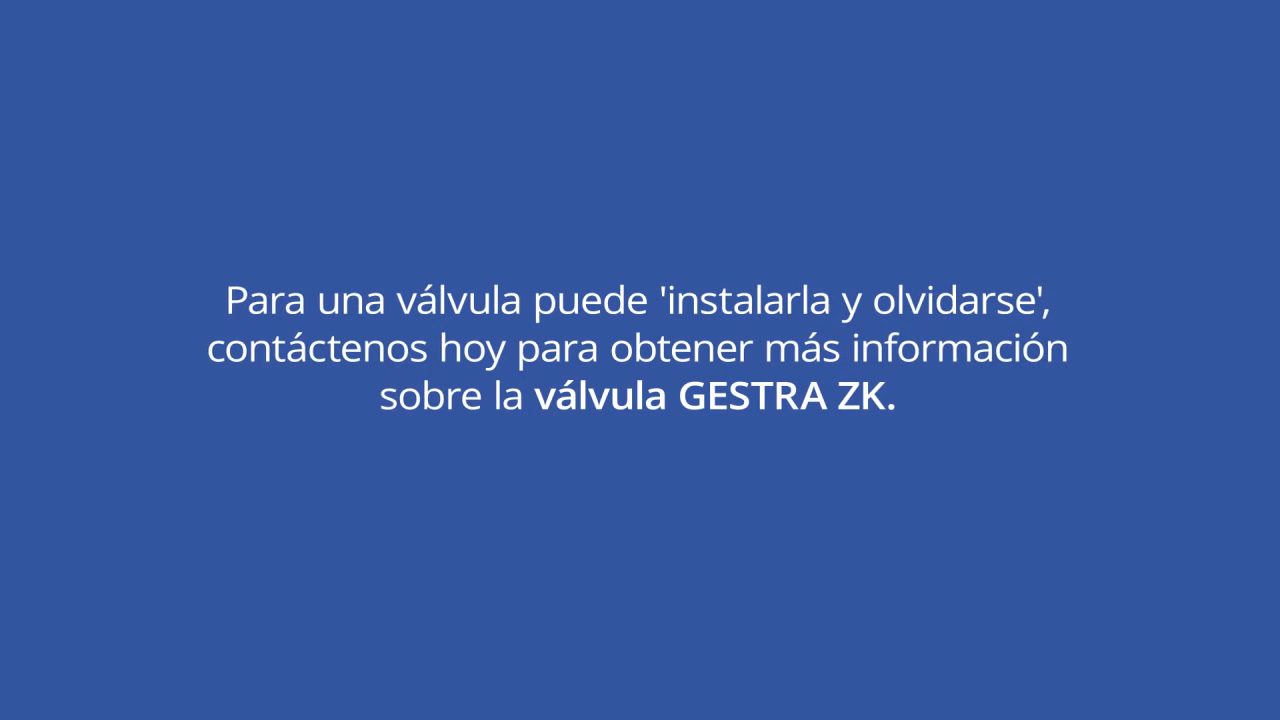 Para una válvula puede 'instalarla y olvidarse',
contáctenos hoy para obtener más información
sobre la válvula GESTRA ZK.